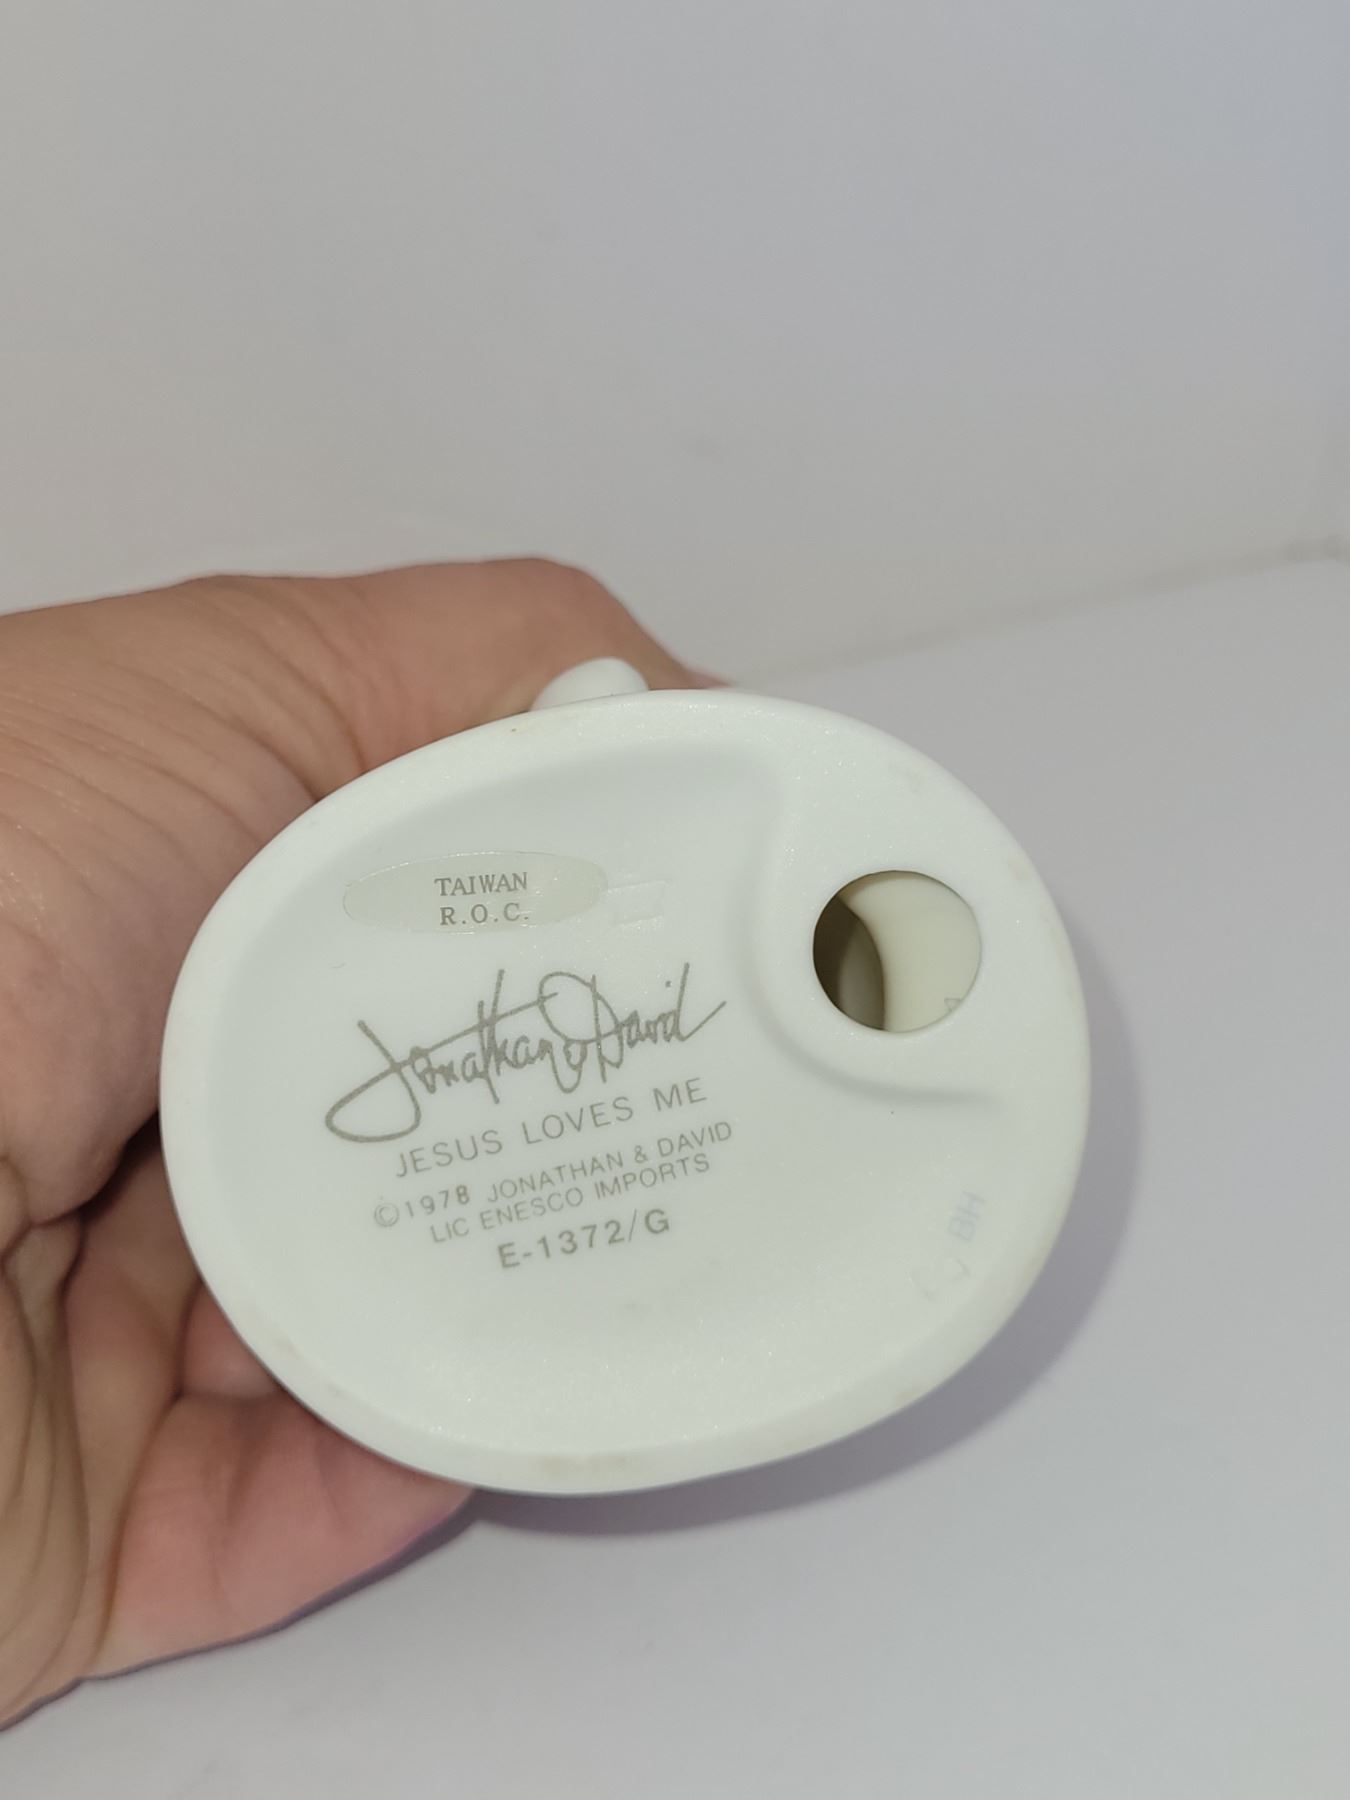 TAIWAN
R.O.C.
Jonathan & David
JESUS LOVES ME
©1978 JONATHAN & DAVID
LIC ENESCO IMPORTS
E-1372/G
BH